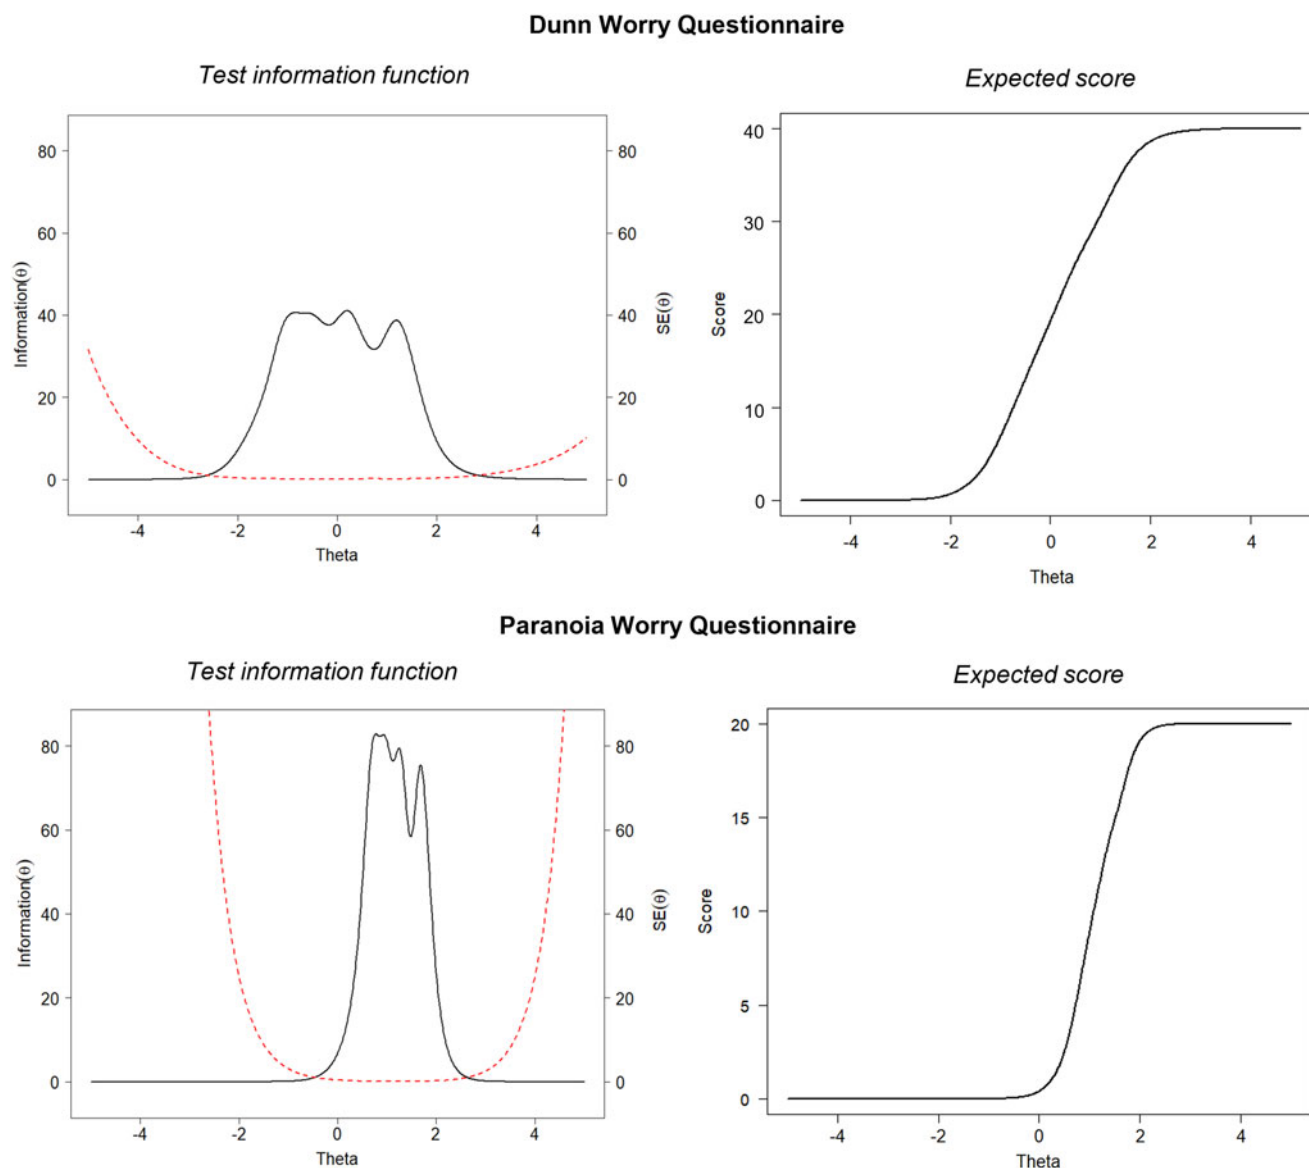 Dunn Worry Questionnaire
Test information function
Expected score
80
60
40
20
0
Information(θ)
80
60
40
20
0
SE(θ)
-4 -2 0 2 4
Theta
40
30
20
10
0
Score
-4 -2 0 2 4
Theta
Paranoia Worry Questionnaire
Test information function
Expected score
80
60
40
20
0
Information(θ)
80
60
40
20
0
SE(θ)
-4 -2 0 2 4
Theta
20
15
10
5
0
Score
-4 -2 0 2 4
Theta